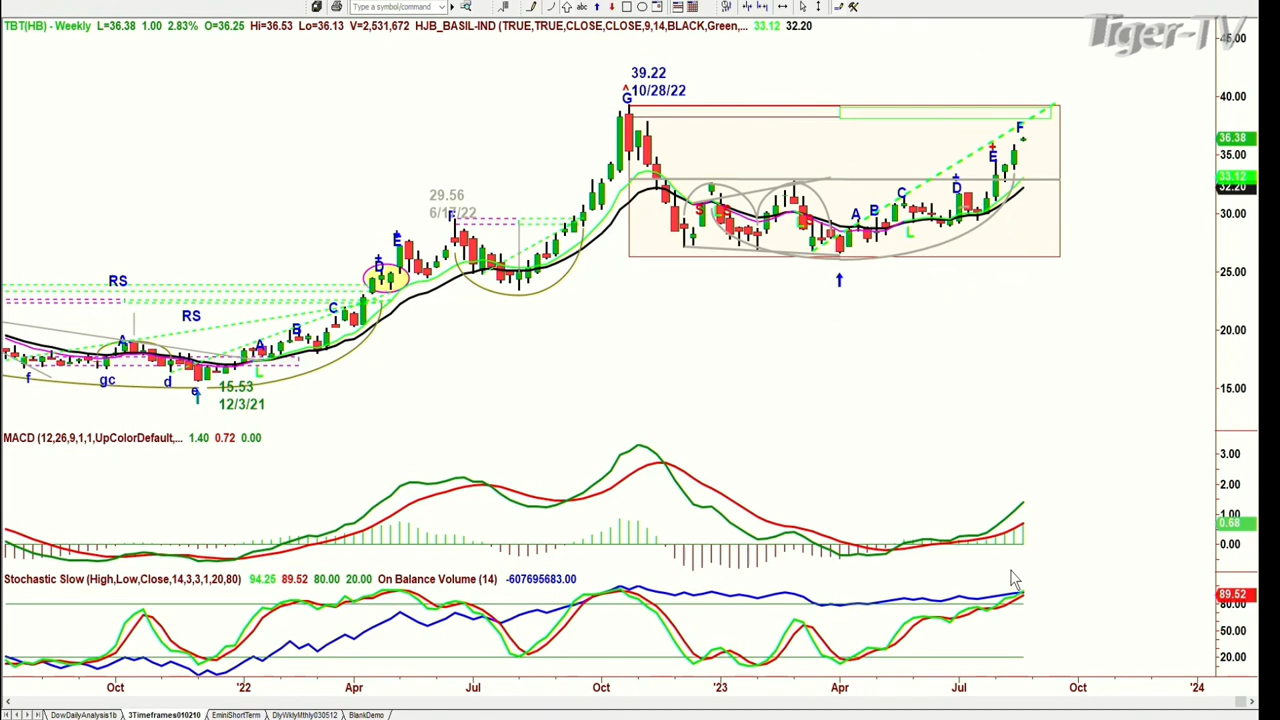 Type a symbol/command
abc
TBT(HB) - Weekly L=36.38 1.00 2.83% O=36.25 Hi=36.53 Lo=36.13 V=2,531,672 HJB_BASIL-IND (TRUE,TRUE,CLOSE,CLOSE,9,14,BLACK,Green,... 33.12 32.20
Tiger-TV
45.00
39.22
10/28/22
G
40.00
F
36.38
E
35.00
33.12
32.20
29.56
6/17/22
F
D
C
S
L
L
A
B
30.00
L
E
D
RS
25.00
RS
C
B
A
A
20.00
f
gc
d
e
L
15.53
12/3/21
15.00
MACD (12,26,9,1,1,UpColorDefault,... 1.40 0.72 0.00
3.00
2.00
1.00
0.68
0.00
Stochastic Slow (High,Low,Close,14,3,3,1,20,80) 94.25 89.52 80.00 20.00 On Balance Volume (14) -607695683.00
89.52
80.00
50.00
20.00
Oct '22 Apr Jul Oct '23 Apr Jul Oct '24
DowDailyAnalysis1b 3Timeframes010210 EminiShortTerm DlyWklyMthly030512 BlankDemo